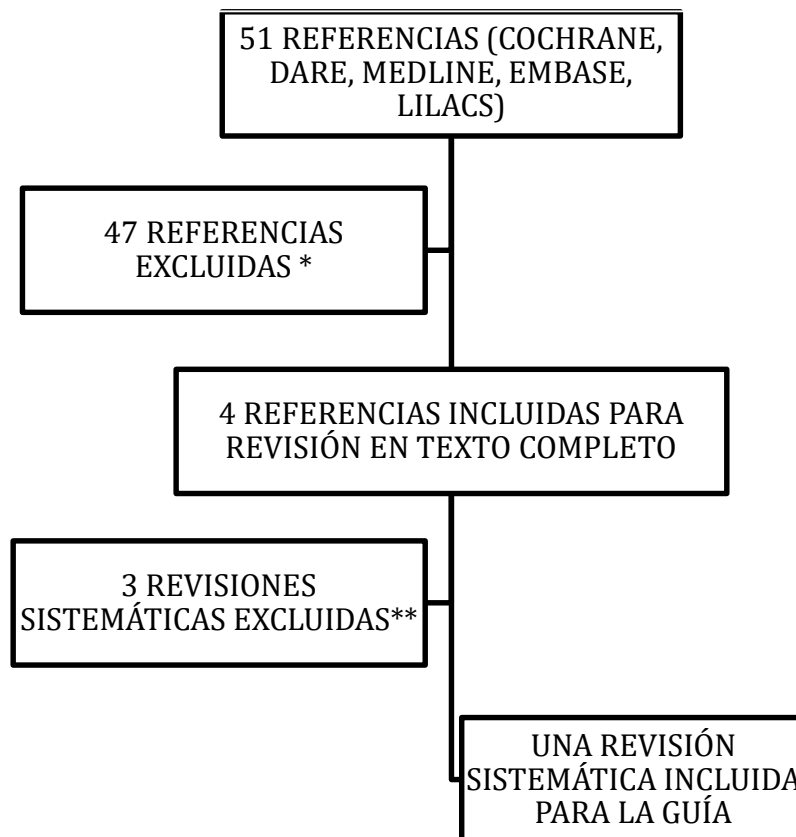 51 REFERENCIAS (COCHRANE,
DARE, MEDLINE, EMBASE,
LILACS)
47 REFERENCIAS
EXCLUIDAS *
4 REFERENCIAS INCLUIDAS PARA
REVISIÓN EN TEXTO COMPLETO
3 REVISIONES
SISTEMÁTICAS EXCLUIDAS**
UNA REVISIÓN
SISTEMÁTICA INCLUIDA
PARA LA GUÍA